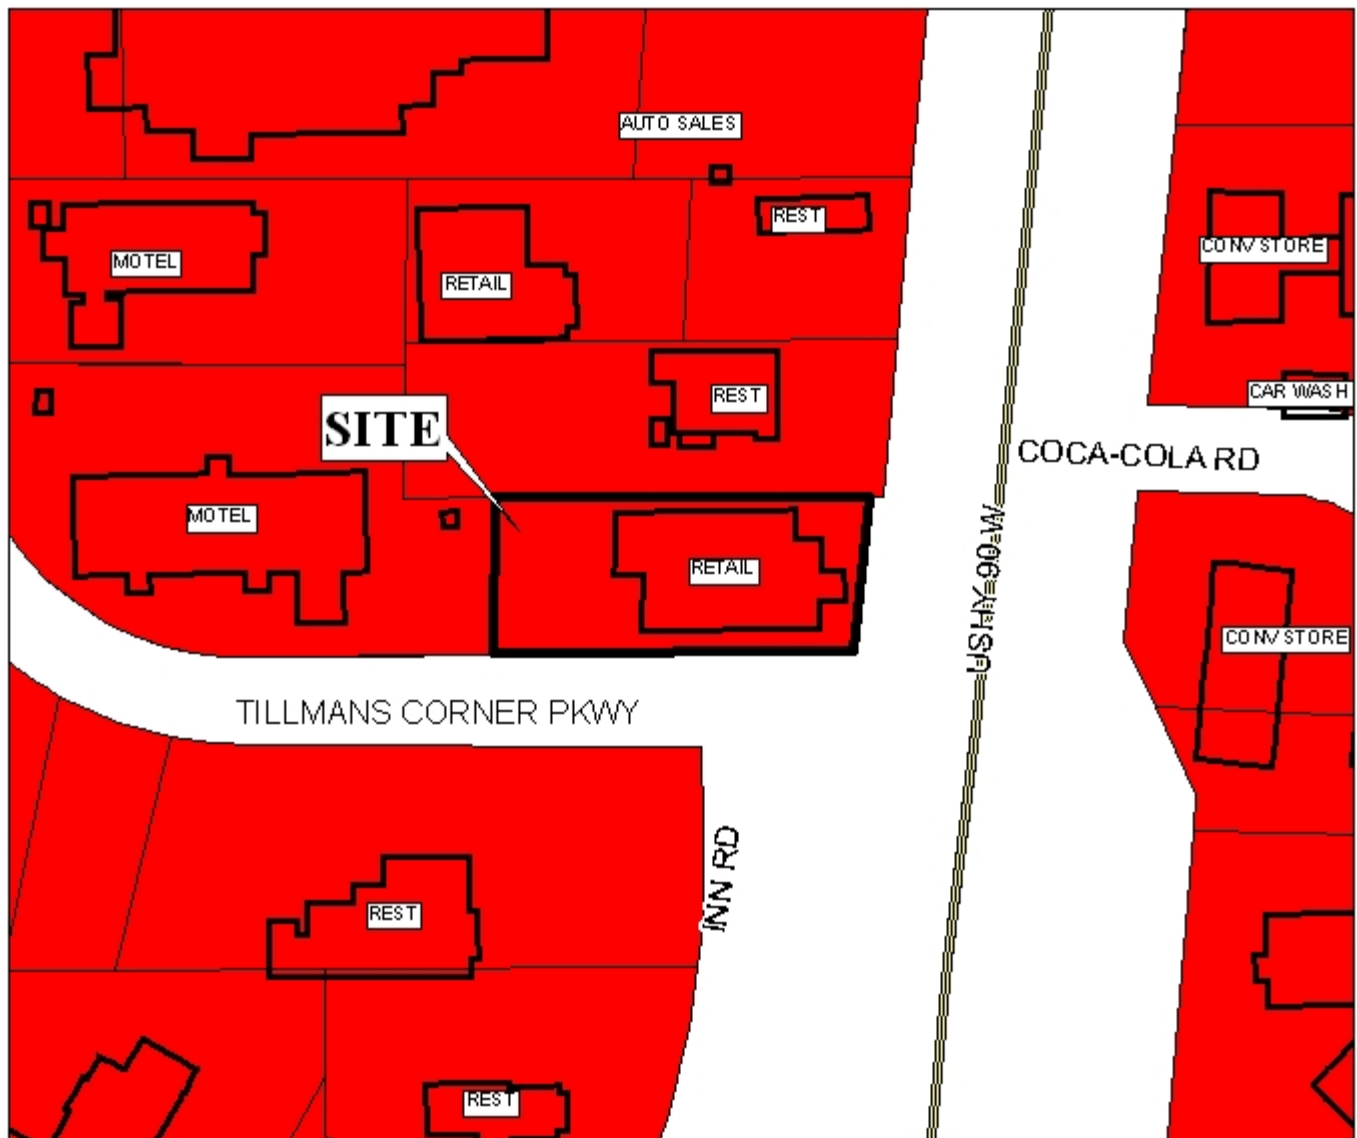 AUTO SALES
REST
CONV STORE
MOTEL
RETAIL
CAR WASH
REST
SITE
COCA-COLA RD
MOTEL
RETAIL
USHY 90 W
CONV STORE
TILLMANS CORNER PKWY
INN RD
REST
REST